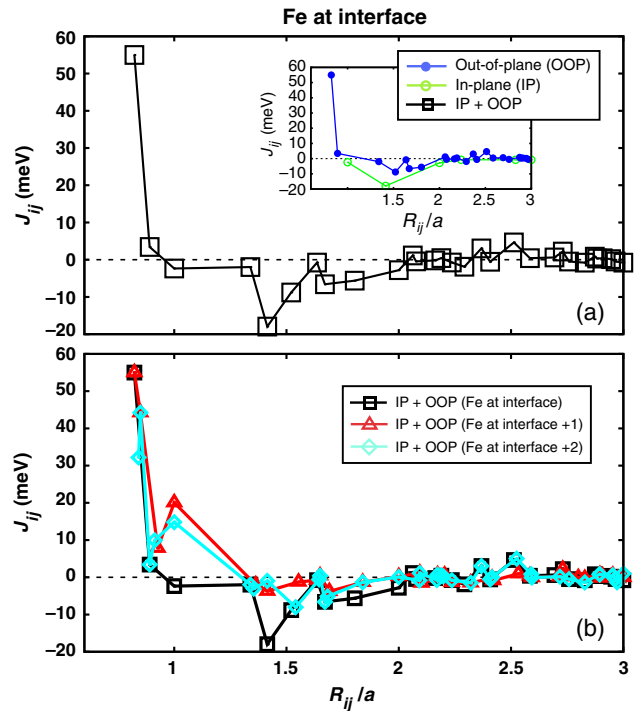 Fe at interface
60
50
40
30
20
10
0
−10
−20
J_ij (meV)
60
50
40
30
20
10
0
−10
−20
J_ij (meV)
1.5
2
2.5
3
R_ij/a
Out-of-plane (OOP)
In-plane (IP)
IP + OOP
(a)
60
50
40
30
20
10
0
−10
−20
J_ij (meV)
IP + OOP (Fe at interface)
IP + OOP (Fe at interface +1)
IP + OOP (Fe at interface +2)
(b)
1
1.5
2
2.5
3
R_ij/a